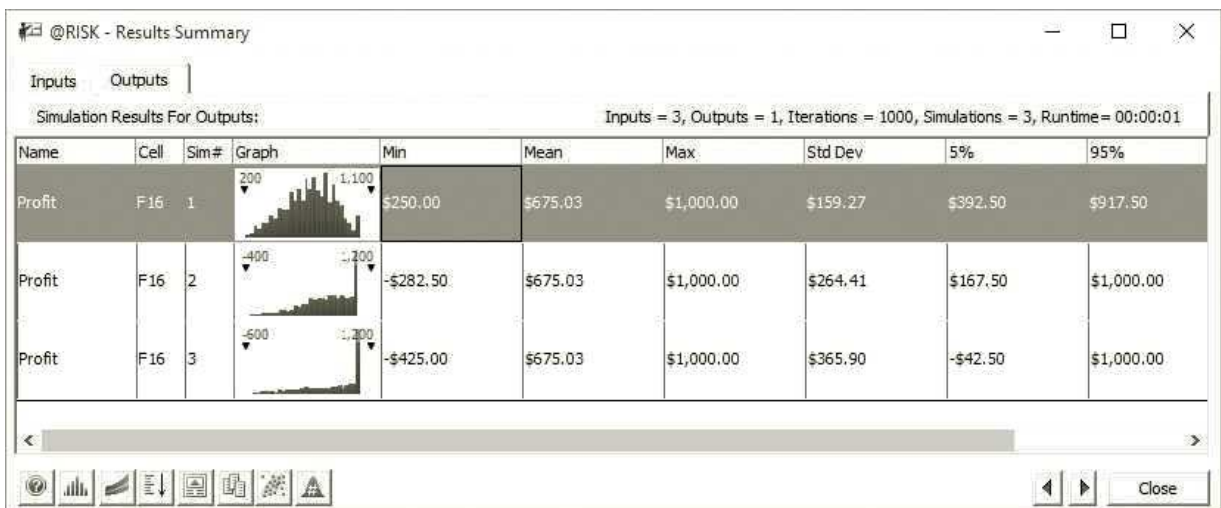 @RISK - Results Summary
Inputs Outputs
Simulation Results For Outputs: Inputs = 3, Outputs = 1, Iterations = 1000, Simulations = 3, Runtime= 00:00:01
Name Cell Sim# Graph Min Mean Max Std Dev 5% 95%
200 1,100
Profit F16 1 $250.00 $675.03 $1,000.00 $159.27 $392.50 $917.50
-400 1,200
Profit F16 2 -$282.50 $675.03 $1,000.00 $264.41 $167.50 $1,000.00
-600 1,200
Profit F16 3 -$425.00 $675.03 $1,000.00 $365.90 -$42.50 $1,000.00
Close